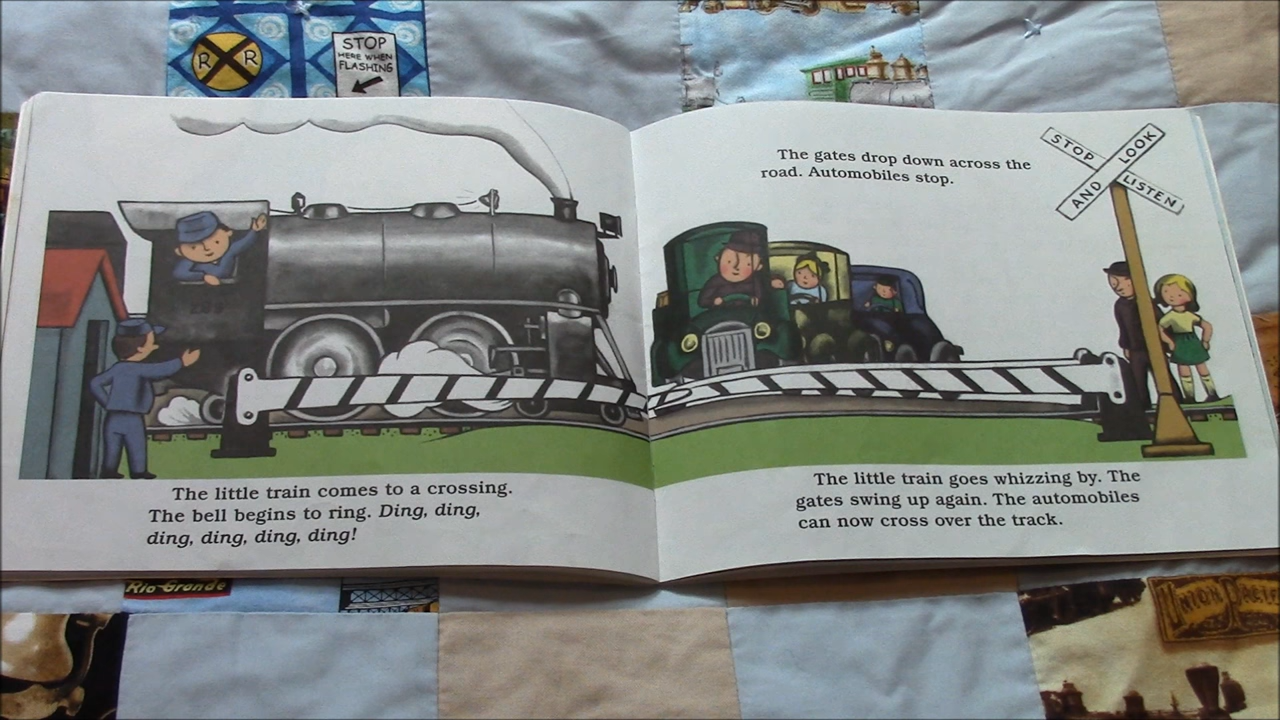 R R
STOP
HERE WHEN
FLASHING
The gates drop down across the
road. Automobiles stop.
STOP
LOOK
AND
LISTEN
The little train comes to a crossing.
The bell begins to ring. Ding, ding,
ding, ding, ding, ding!
The little train goes whizzing by. The
gates swing up again. The automobiles
can now cross over the track.
Rio Grande
UNION PACIFIC